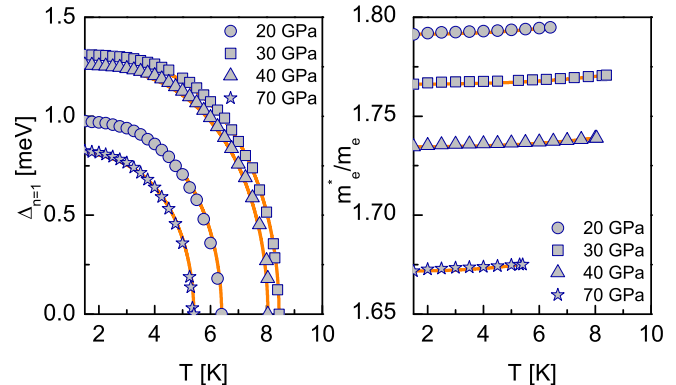 1.5
1.0
0.5
0.0
2 4 6 8 10
T [K]
Δn=1 [meV]
20 GPa
30 GPa
40 GPa
70 GPa
1.80
1.75
1.70
1.65
2 4 6 8 10
T [K]
m*e/me
20 GPa
30 GPa
40 GPa
70 GPa